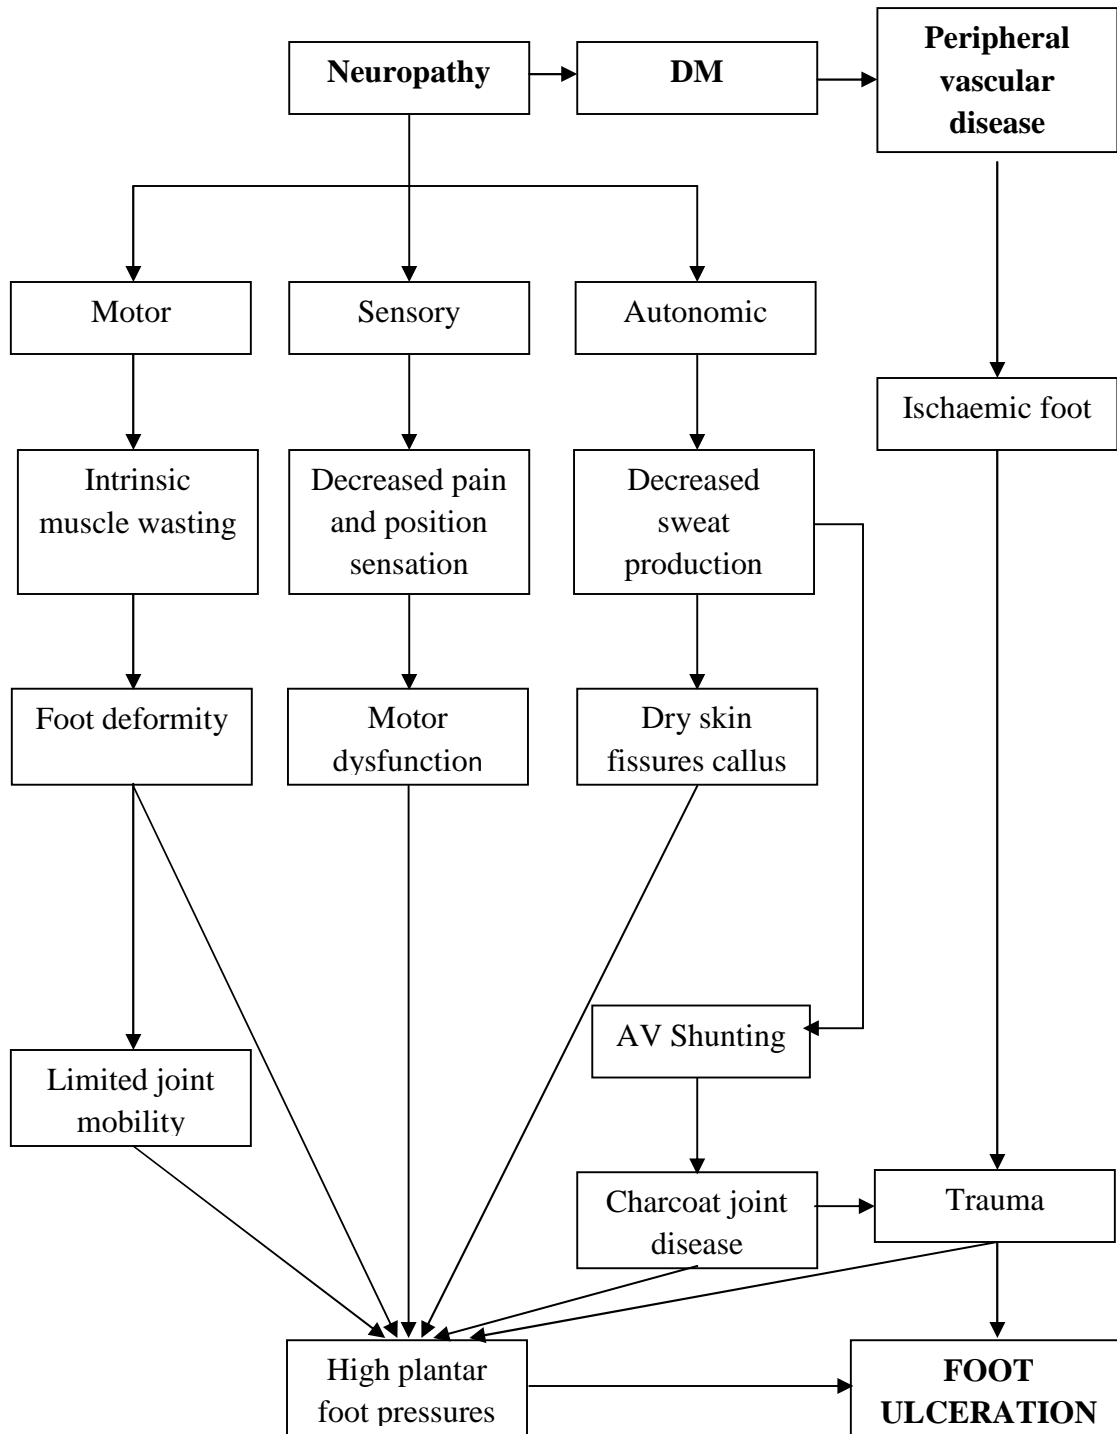 Neuropathy
DM
Peripheral
vascular
disease
Motor
Sensory
Autonomic
Ischaemic foot
Intrinsic
muscle wasting
Decreased pain
and position
sensation
Decreased
sweat
production
Foot deformity
Motor
dysfunction
Dry skin
fissures callus
AV Shunting
Limited joint
mobility
Charcoat joint
disease
Trauma
High plantar
foot pressures
FOOT
ULCERATION